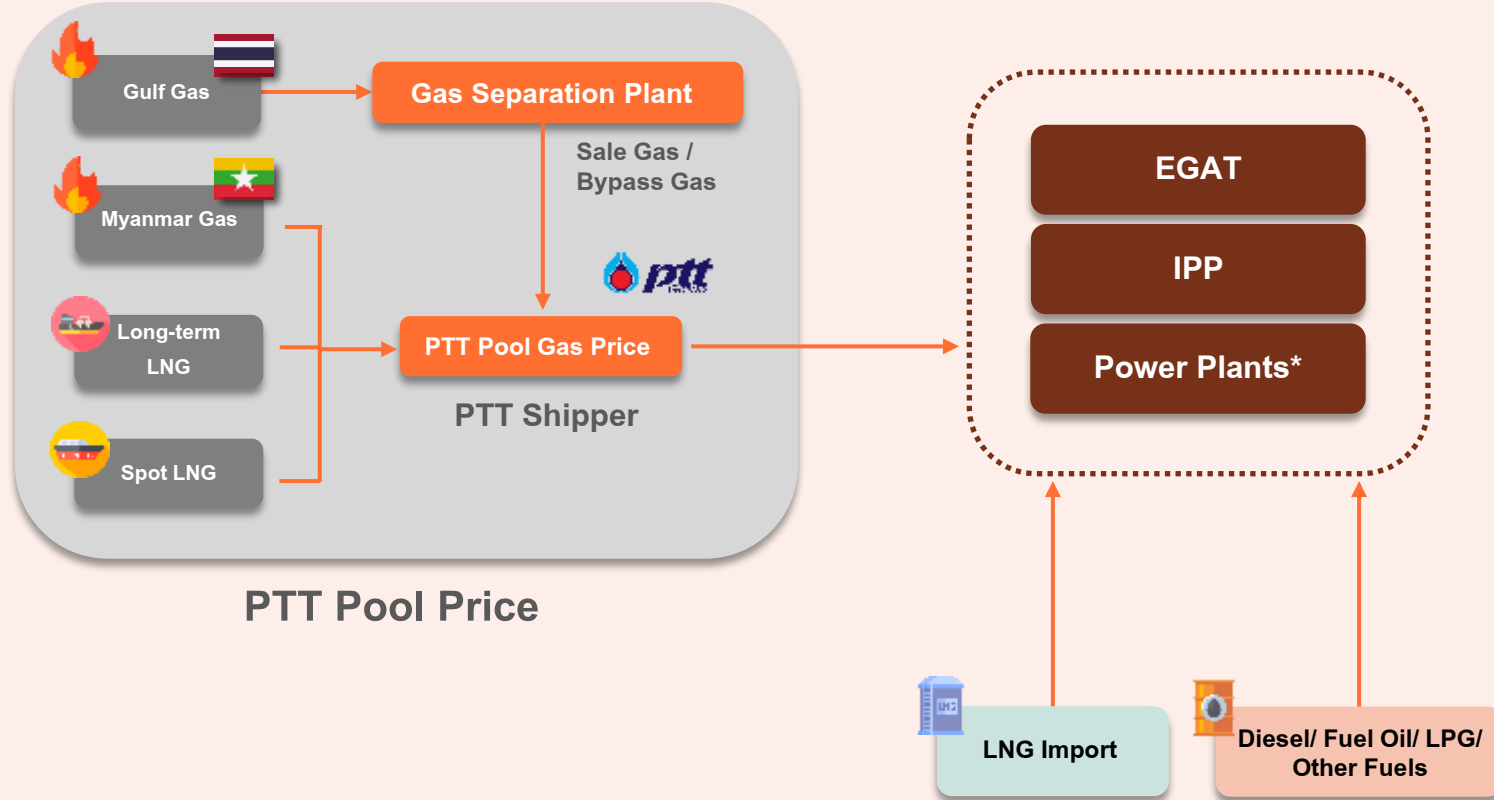 Gulf Gas
Gas Separation Plant
Sale Gas /
Bypass Gas
Myanmar Gas
ptt
Long-term
LNG
PTT Pool Gas Price
PTT Shipper
Spot LNG
PTT Pool Price
EGAT
IPP
Power Plants*
LNG Import
Diesel/ Fuel Oil/ LPG/
Other Fuels